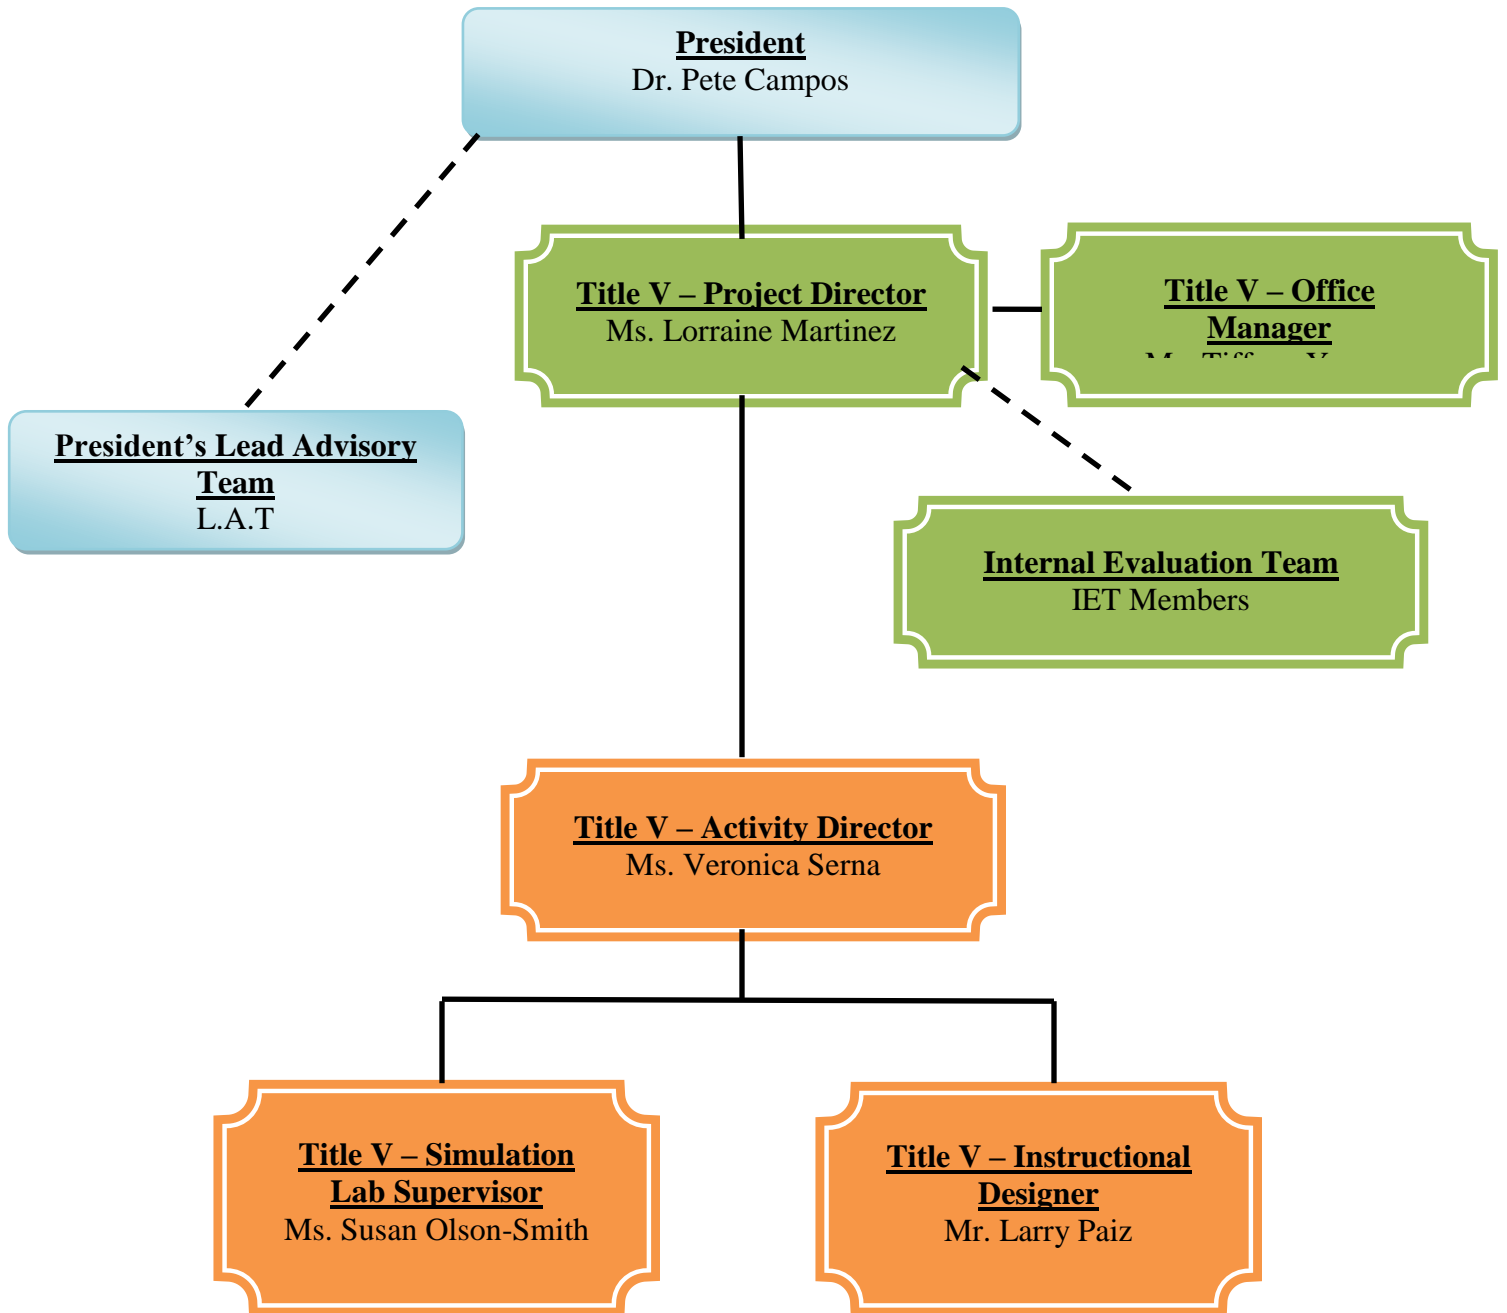 President
Dr. Pete Campos
Title V – Project Director
Ms. Lorraine Martinez
Title V – Office
Manager
President’s Lead Advisory
Team
L.A.T
Internal Evaluation Team
IET Members
Title V – Activity Director
Ms. Veronica Serna
Title V – Simulation
Lab Supervisor
Ms. Susan Olson-Smith
Title V – Instructional
Designer
Mr. Larry Paiz